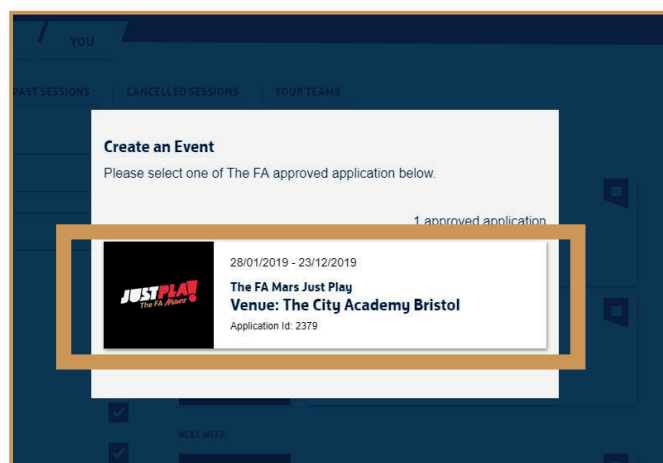 YOU
PAST SESSIONS CANCELLED SESSIONS YOUR TEAMS
Create an Event
Please select one of The FA approved application below.
1 approved application
28/01/2019 - 23/12/2019
JUST PLAY!
The FA Mars
The FA Mars Just Play
Venue: The City Academy Bristol
Application Id: 2379
NEXT WEEK